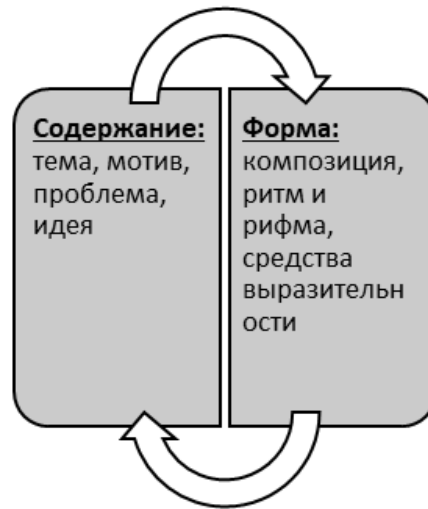 Содержание:
тема, мотив,
проблема,
идея
Форма:
композиция,
ритм и
рифма,
средства
выразительн
ости